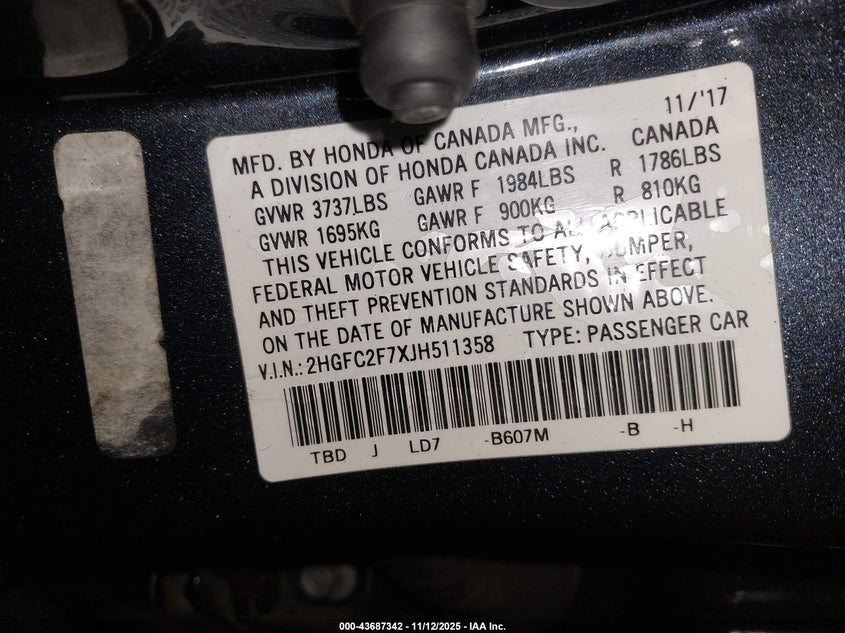 11/'17
MFD. BY HONDA OF CANADA MFG.,
A DIVISION OF HONDA CANADA INC. CANADA
GVWR 3737LBS GAWR F 1984LBS R 1786LBS
GVWR 1695KG GAWR F 900KG R 810KG
THIS VEHICLE CONFORMS TO ALL APPLICABLE
FEDERAL MOTOR VEHICLE SAFETY, BUMPER,
AND THEFT PREVENTION STANDARDS IN EFFECT
ON THE DATE OF MANUFACTURE SHOWN ABOVE.
V.I.N.: 2HGFC2F7XJH511358 TYPE: PASSENGER CAR
TBD J LD7 -B607M -B -H
000-43687342 - 11/12/2025 - IAA Inc.